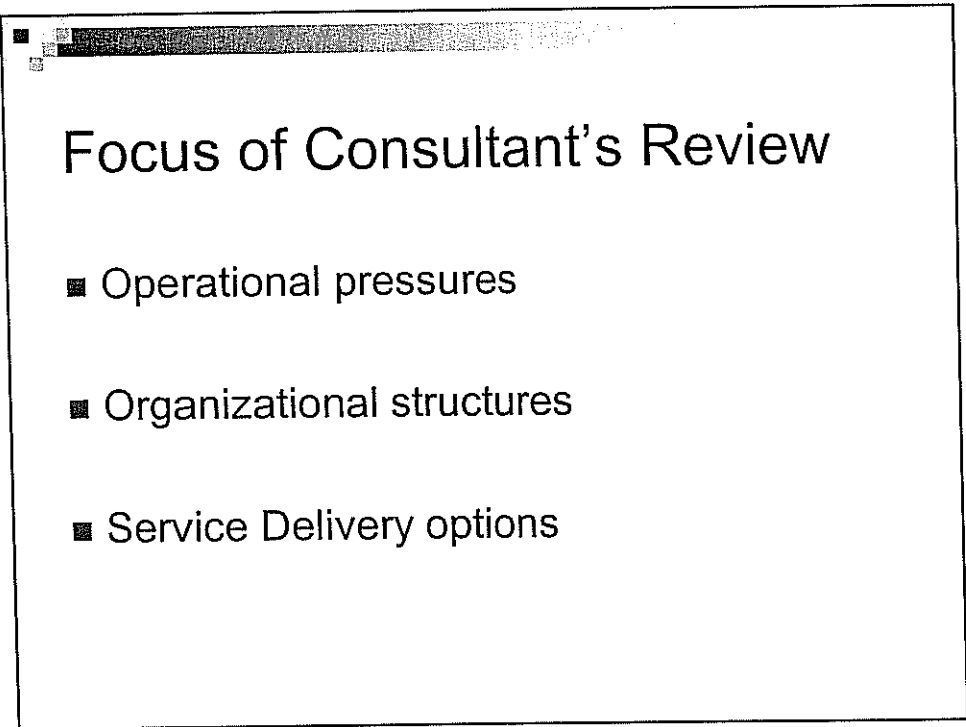 Focus of Consultant's Review
■ Operational pressures
■ Organizational structures
■ Service Delivery options